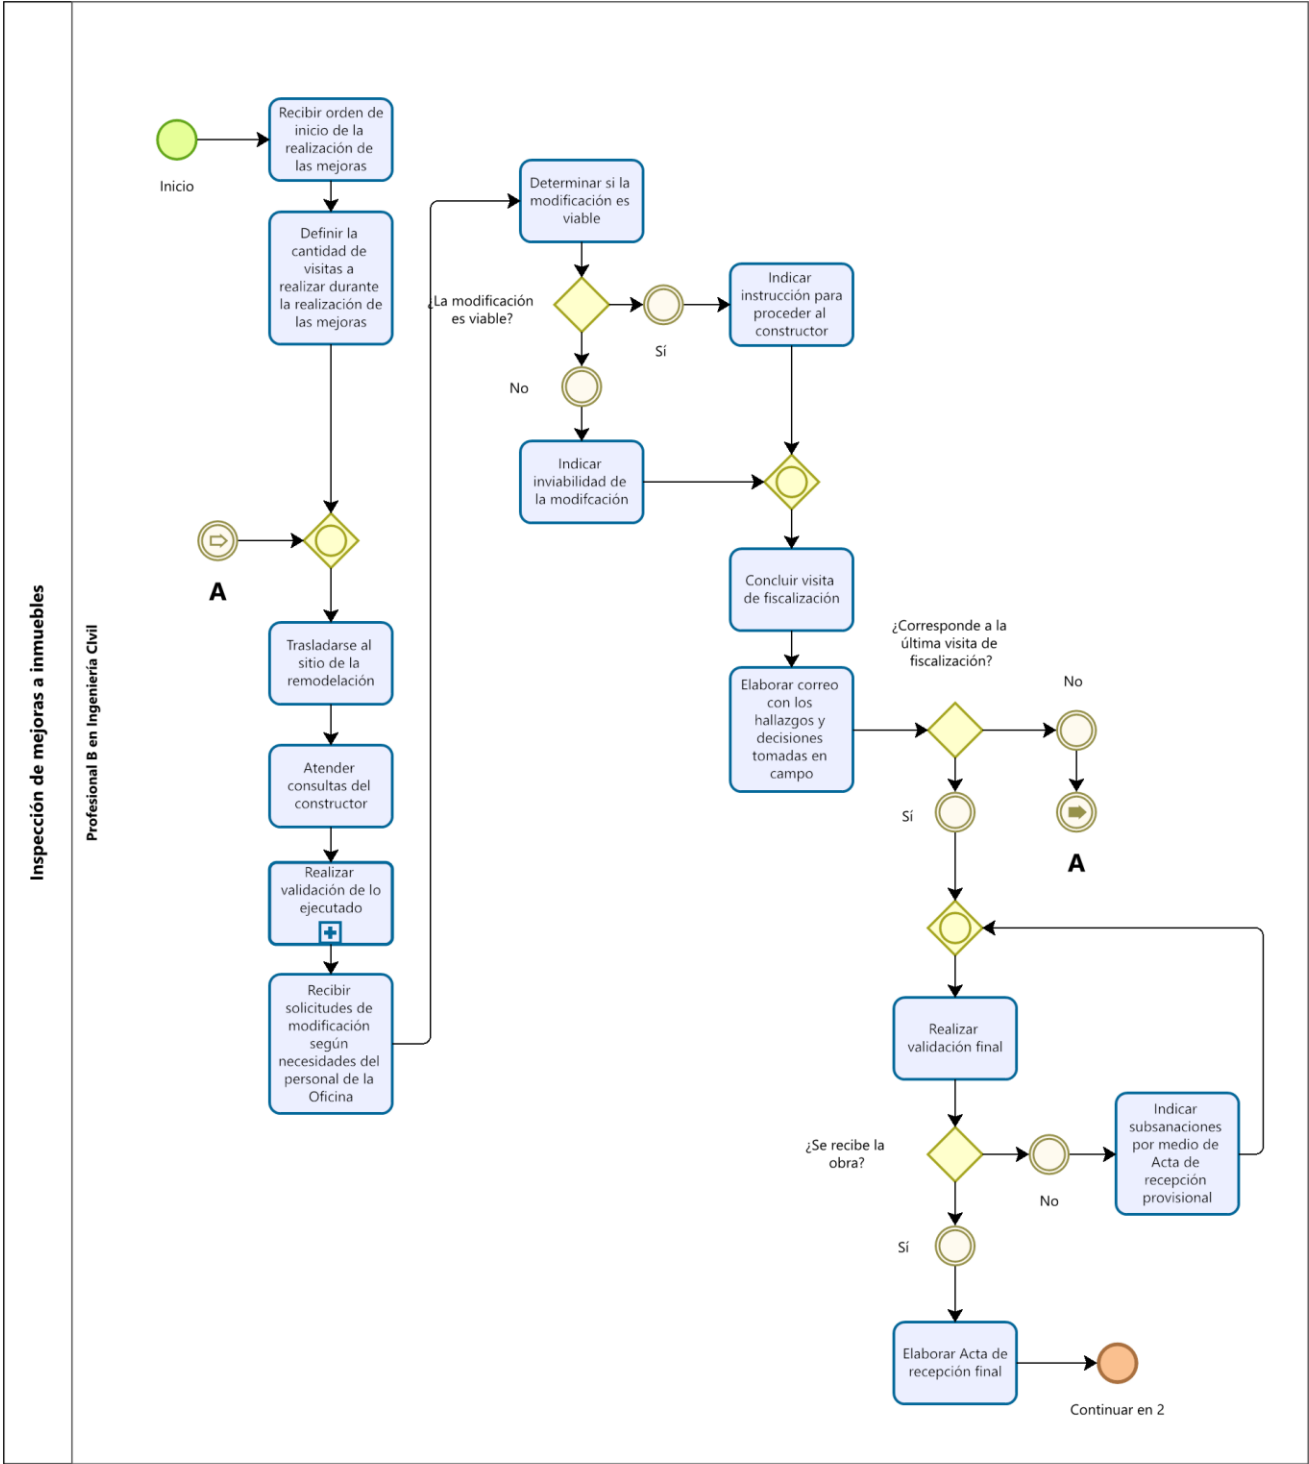 Inspección de mejoras a inmuebles
Profesional B en Ingeniería CIvil
Inicio
Recibir orden de
inicio de la
realización de
las mejoras
Definir la
cantidad de
visitas a
realizar durante
la realización de
las mejoras
A
Trasladarse al
sitio de la
remodelación
Atender
consultas del
constructor
Realizar
validación de lo
ejecutado
Recibir
solicitudes de
modificación
según
necesidades del
personal de la
Oficina
Determinar si la
modificación es
viable
¿La modificación
es viable?
Sí
Indicar
instrucción para
proceder al
constructor
No
Indicar
inviabilidad de
la modifcación
Concluir visita
de fiscalización
Elaborar correo
con los
hallazgos y
decisiones
tomadas en
campo
¿Corresponde a la
última visita de
fiscalización?
No
A
Sí
Realizar
validación final
¿Se recibe la
obra?
No
Indicar
subsanaciones
por medio de
Acta de
recepción
provisional
Sí
Elaborar Acta de
recepción final
Continuar en 2